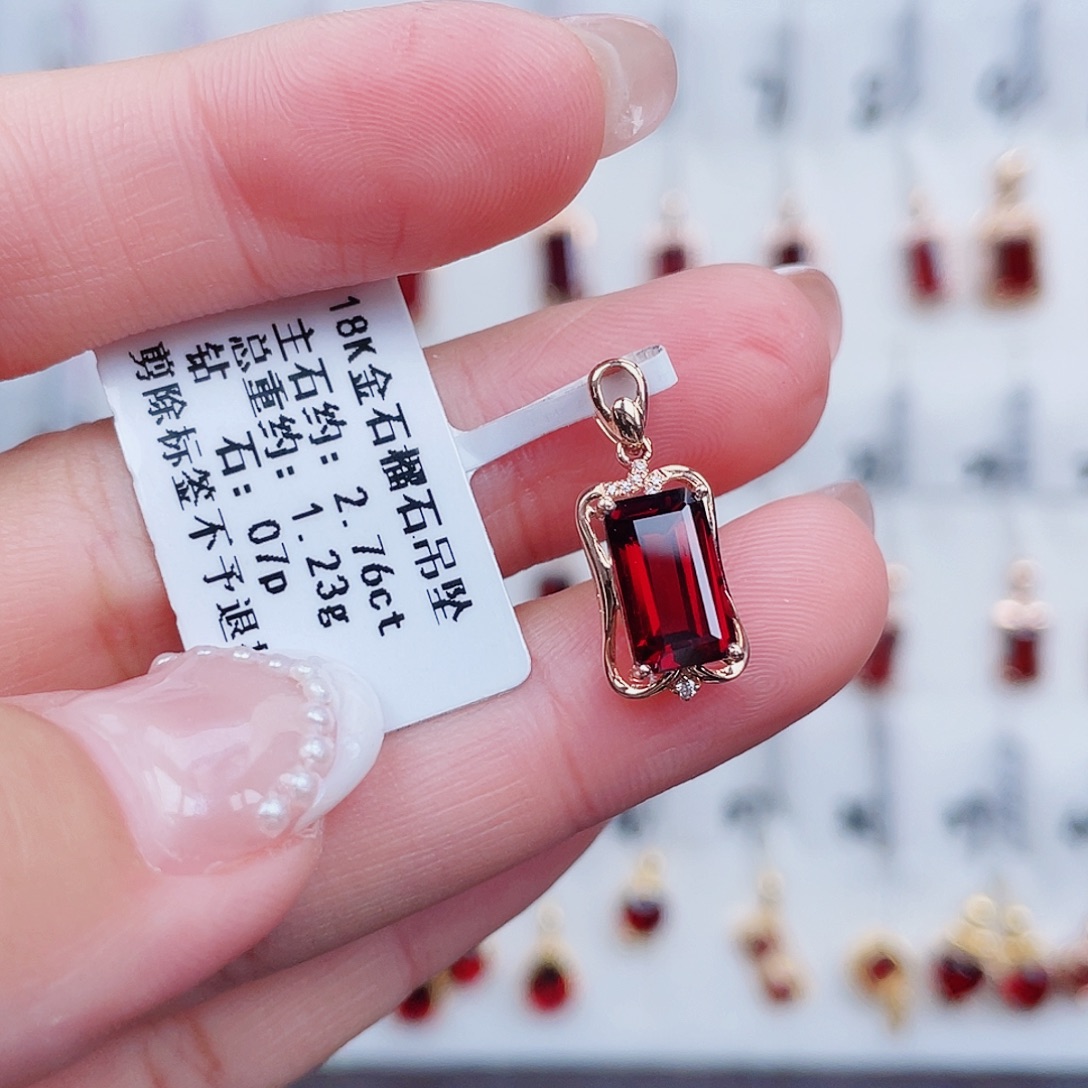 18K金石榴石吊坠
主石约: 2.76ct
总重约: 1.23g
钻 石: 07p
剪除标签不予退